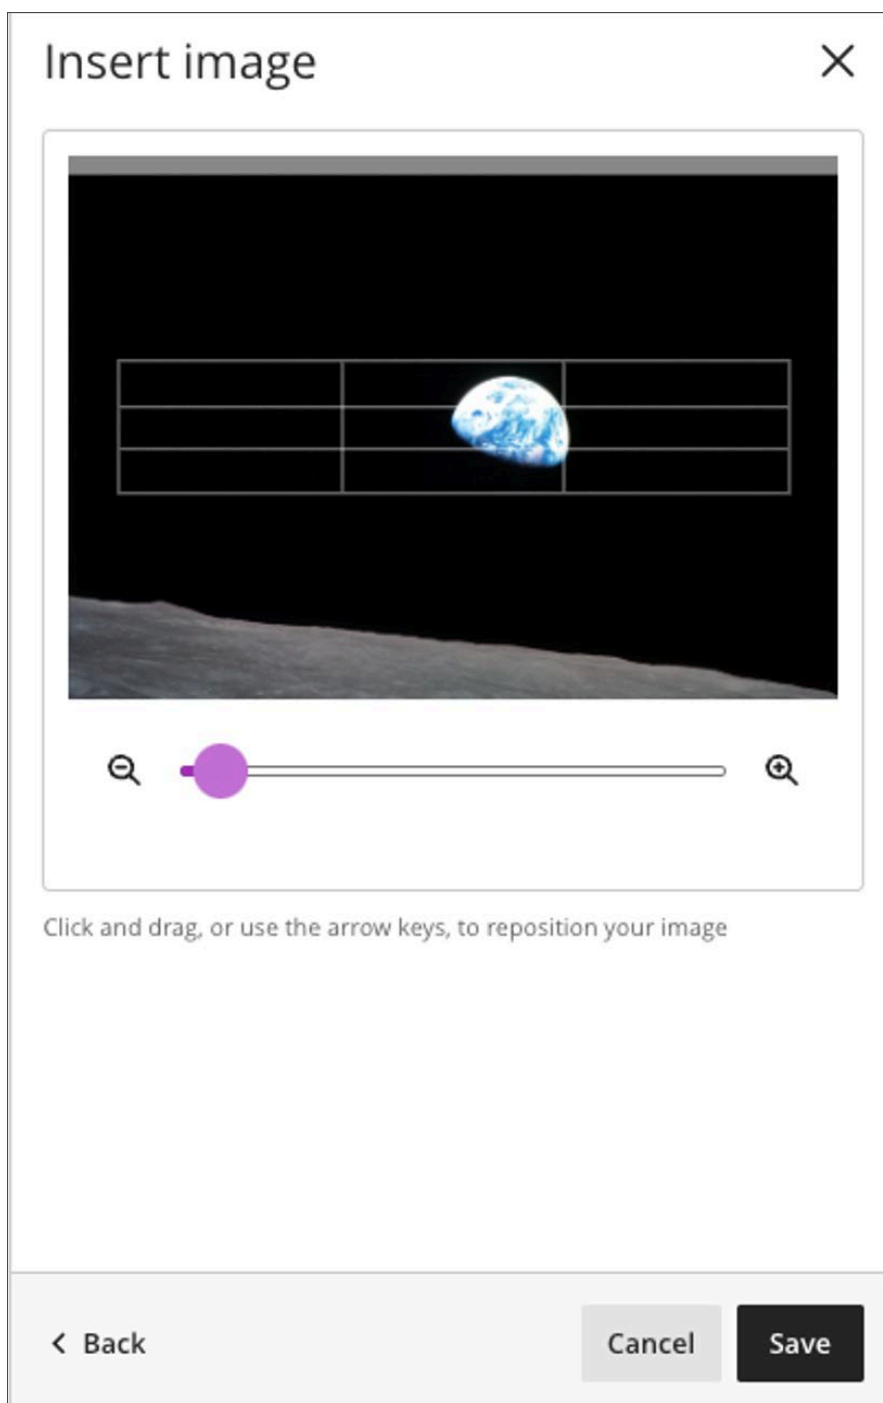 Insert image
Click and drag, or use the arrow keys, to reposition your image
Back
Cancel
Save